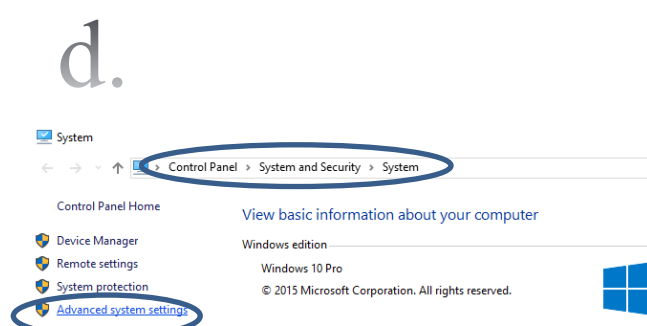 d.
System
Control Panel > System and Security > System
Control Panel Home
View basic information about your computer
Device Manager
Windows edition
Remote settings
Windows 10 Pro
System protection
© 2015 Microsoft Corporation. All rights reserved.
Advanced system settings